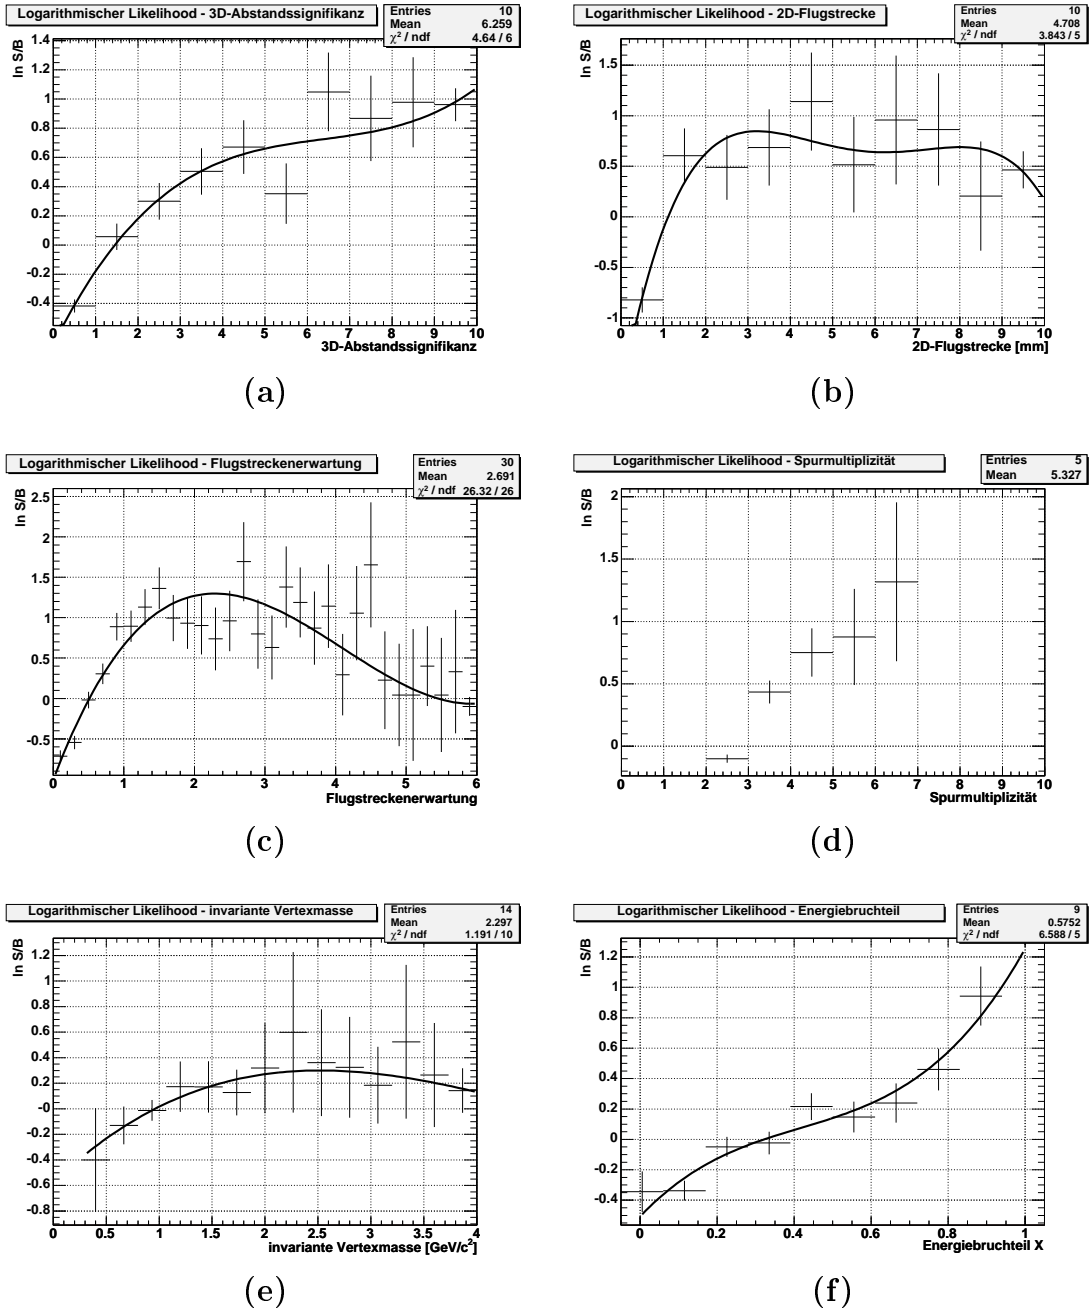 Logarithmischer Likelihood - 3D-Abstandssignifikanz
Entries 10
Mean 6.259
χ² / ndf 4.64 / 6
ln S/B
1.4
1.2
1
0.8
0.6
0.4
0.2
0
-0.2
-0.4
0 1 2 3 4 5 6 7 8 9 10
3D-Abstandssignifikanz
(a)
Logarithmischer Likelihood - 2D-Flugstrecke
Entries 10
Mean 4.708
χ² / ndf 3.843 / 5
ln S/B
1.5
1
0.5
0
-0.5
-1
0 1 2 3 4 5 6 7 8 9 10
2D-Flugstrecke [mm]
(b)
Logarithmischer Likelihood - Flugstreckenerwartung
Entries 30
Mean 2.691
χ² / ndf 26.32 / 26
ln S/B
2.5
2
1.5
1
0.5
0
-0.5
0 1 2 3 4 5 6
Flugstreckenerwartung
(c)
Logarithmischer Likelihood - Spurmultiplizität
Entries 5
Mean 5.327
ln S/B
2
1.5
1
0.5
0
0 1 2 3 4 5 6 7 8 9 10
Spurmultiplizität
(d)
Logarithmischer Likelihood - invariante Vertexmasse
Entries 14
Mean 2.297
χ² / ndf 1.191 / 10
ln S/B
1.2
1
0.8
0.6
0.4
0.2
-0
-0.2
-0.4
-0.6
-0.8
0 0.5 1 1.5 2 2.5 3 3.5 4
invariante Vertexmasse [GeV/c²]
(e)
Logarithmischer Likelihood - Energiebruchteil
Entries 9
Mean 0.5752
χ² / ndf 6.588 / 5
ln S/B
1.2
1
0.8
0.6
0.4
0.2
0
-0.2
-0.4
0 0.2 0.4 0.6 0.8 1
Energiebruchteil X
(f)